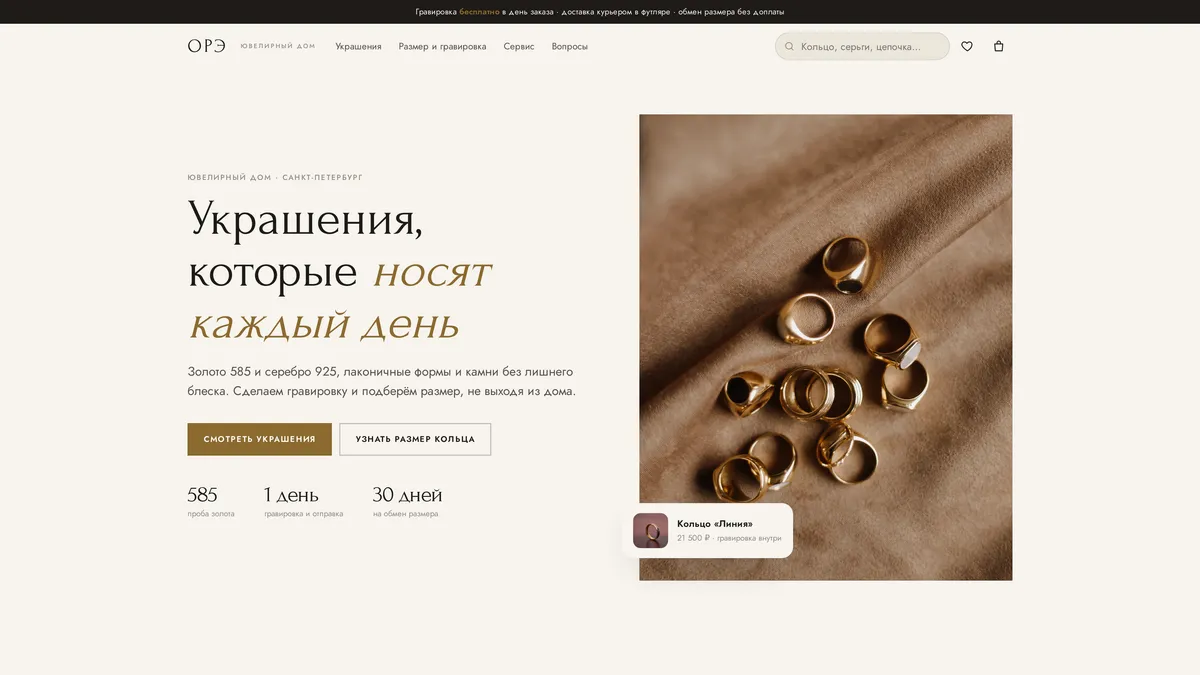 Гравировка бесплатно в день заказа · доставка курьером в футляре · обмен размера без доплаты
ОРЭ ЮВЕЛИРНЫЙ ДОМ Украшения Размер и гравировка Сервис Вопросы Кольцо, серьги, цепочка...
ЮВЕЛИРНЫЙ ДОМ · САНКТ-ПЕТЕРБУРГ
Украшения,
которые носят
каждый день
Золото 585 и серебро 925, лаконичные формы и камни без лишнего
блеска. Сделаем гравировку и подберём размер, не выходя из дома.
СМОТРЕТЬ УКРАШЕНИЯ УЗНАТЬ РАЗМЕР КОЛЬЦА
585 1 день 30 дней
проба золота гравировка и отправка на обмен размера
Кольцо «Линия»
21 500 ₽ · гравировка внутри